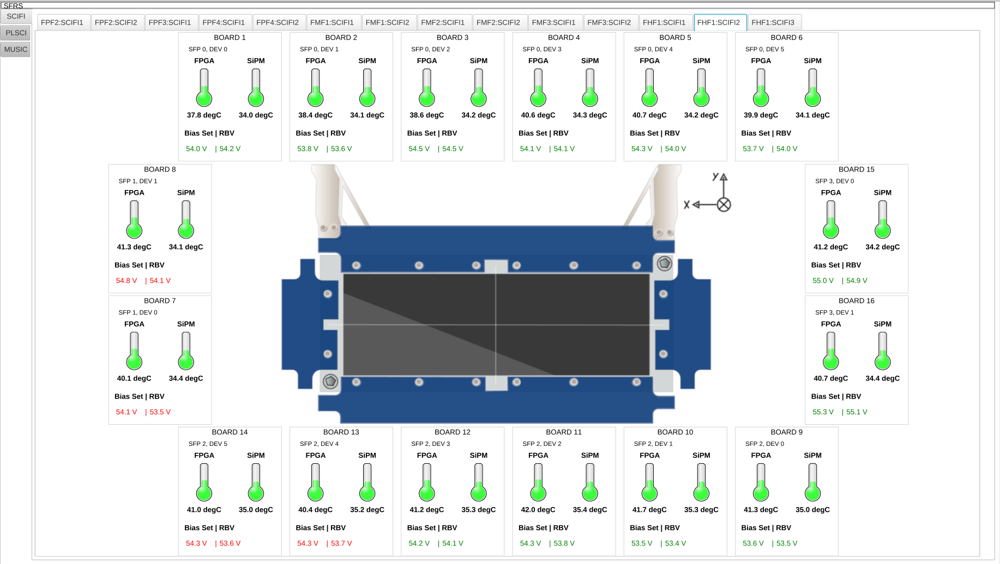 SFRS
SCIFI
PLSCI
MUSIC
FPF2:SCIFI1 FPF2:SCIFI2 FPF3:SCIFI1 FPF4:SCIFI1 FPF4:SCIFI2 FMF1:SCIFI1 FMF1:SCIFI2 FMF2:SCIFI1 FMF2:SCIFI2 FMF3:SCIFI1 FMF3:SCIFI2 FHF1:SCIFI1 FHF1:SCIFI2 FHF1:SCIFI3
BOARD 1
SFP 0, DEV 0
FPGA SiPM
37.8 degC 34.0 degC
Bias Set | RBV
54.0 V | 54.2 V
BOARD 2
SFP 0, DEV 1
FPGA SiPM
38.4 degC 34.1 degC
Bias Set | RBV
53.8 V | 53.6 V
BOARD 3
SFP 0, DEV 2
FPGA SiPM
38.6 degC 34.2 degC
Bias Set | RBV
54.5 V | 54.5 V
BOARD 4
SFP 0, DEV 3
FPGA SiPM
40.6 degC 34.3 degC
Bias Set | RBV
54.1 V | 54.1 V
BOARD 5
SFP 0, DEV 4
FPGA SiPM
40.7 degC 34.2 degC
Bias Set | RBV
54.3 V | 54.0 V
BOARD 6
SFP 0, DEV 5
FPGA SiPM
39.9 degC 34.1 degC
Bias Set | RBV
53.7 V | 54.0 V
BOARD 8
SFP 1, DEV 1
FPGA SiPM
41.3 degC 34.1 degC
Bias Set | RBV
54.8 V | 54.1 V
Y
X
BOARD 15
SFP 3, DEV 0
FPGA SiPM
41.2 degC 34.2 degC
Bias Set | RBV
55.0 V | 54.9 V
BOARD 7
SFP 1, DEV 0
FPGA SiPM
40.1 degC 34.4 degC
Bias Set | RBV
54.1 V | 53.5 V
BOARD 16
SFP 3, DEV 1
FPGA SiPM
40.7 degC 34.4 degC
Bias Set | RBV
55.3 V | 55.1 V
BOARD 14
SFP 2, DEV 5
FPGA SiPM
41.0 degC 35.0 degC
Bias Set | RBV
54.3 V | 53.6 V
BOARD 13
SFP 2, DEV 4
FPGA SiPM
40.4 degC 35.2 degC
Bias Set | RBV
54.3 V | 53.7 V
BOARD 12
SFP 2, DEV 3
FPGA SiPM
41.2 degC 35.3 degC
Bias Set | RBV
54.2 V | 54.1 V
BOARD 11
SFP 2, DEV 2
FPGA SiPM
42.0 degC 35.4 degC
Bias Set | RBV
54.3 V | 53.8 V
BOARD 10
SFP 2, DEV 1
FPGA SiPM
41.7 degC 35.3 degC
Bias Set | RBV
53.5 V | 53.4 V
BOARD 9
SFP 2, DEV 0
FPGA SiPM
41.3 degC 35.0 degC
Bias Set | RBV
53.6 V | 53.5 V